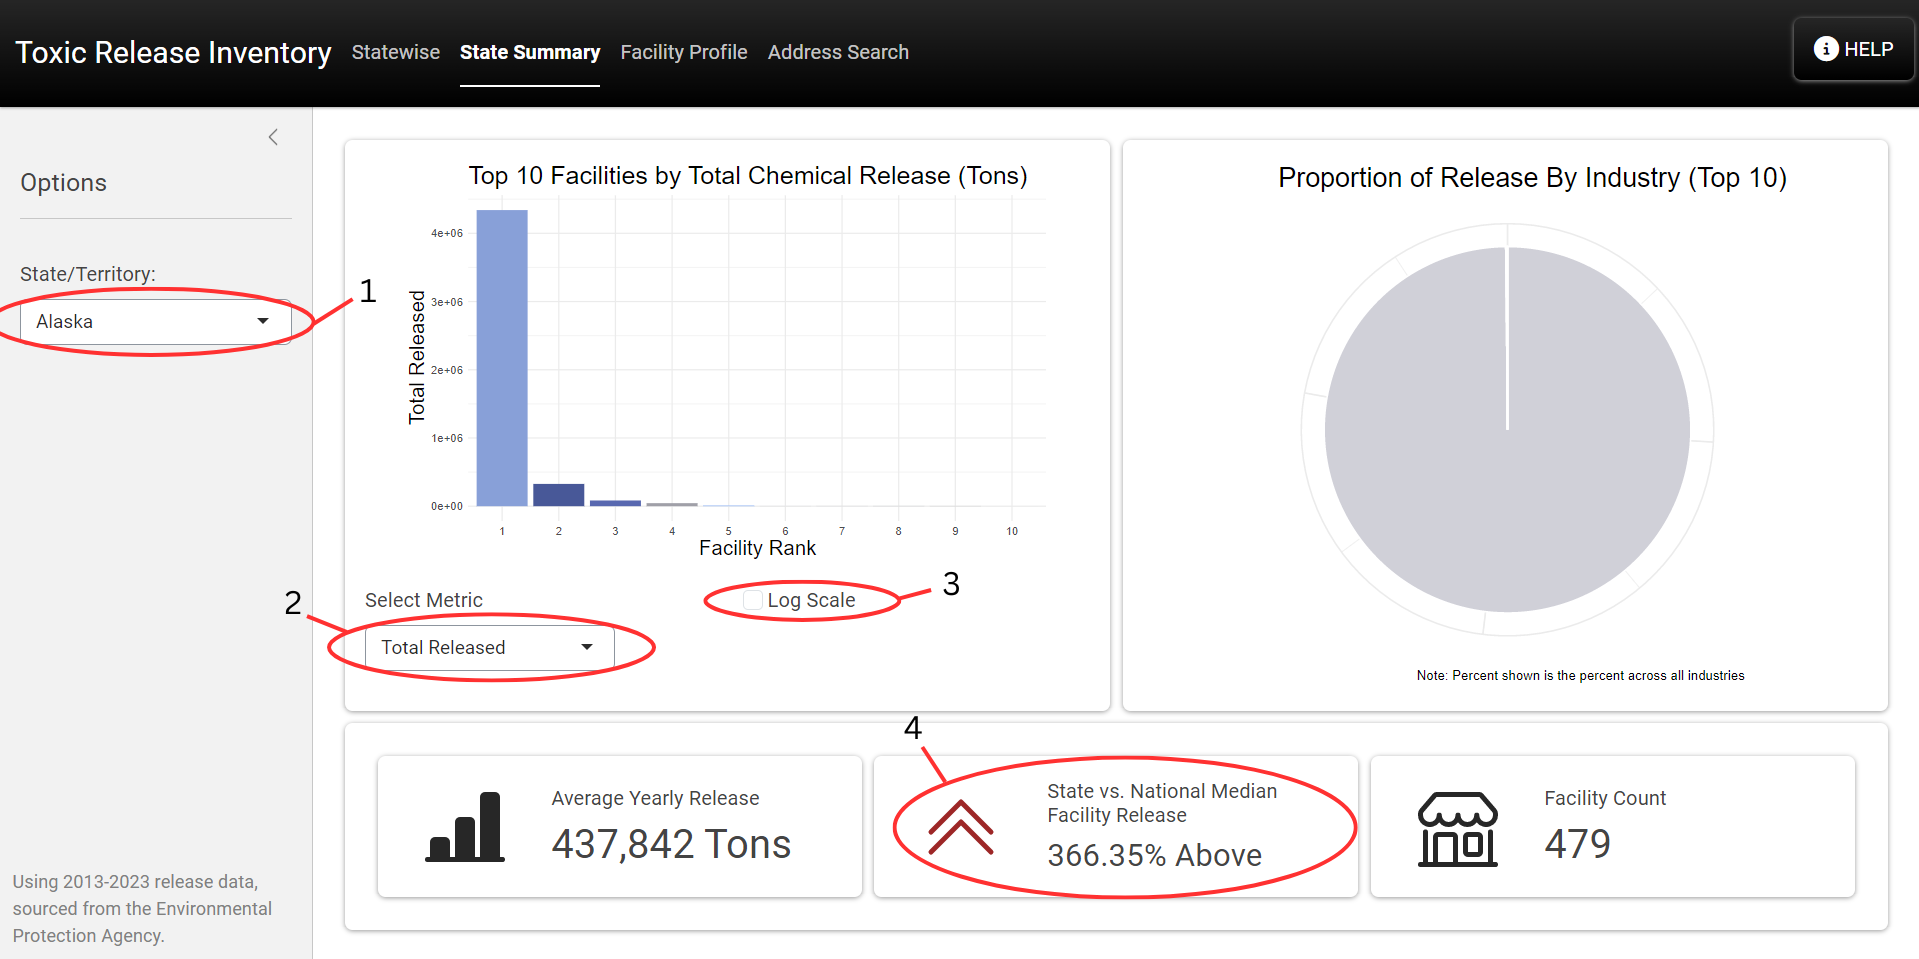 Toxic Release Inventory
Statewise
State Summary
Facility Profile
Address Search
HELP
Options
State/Territory:
Alaska
1
Top 10 Facilities by Total Chemical Release (Tons)
Total Released
4e+06
3e+06
2e+06
1e+06
0e+00
1 2 3 4 5 6 7 8 9 10
Facility Rank
2
Select Metric
Total Released
Log Scale
3
Proportion of Release By Industry (Top 10)
Note: Percent shown is the percent across all industries
4
Average Yearly Release
437,842 Tons
State vs. National Median
Facility Release
366.35% Above
Facility Count
479
Using 2013-2023 release data,
sourced from the Environmental
Protection Agency.